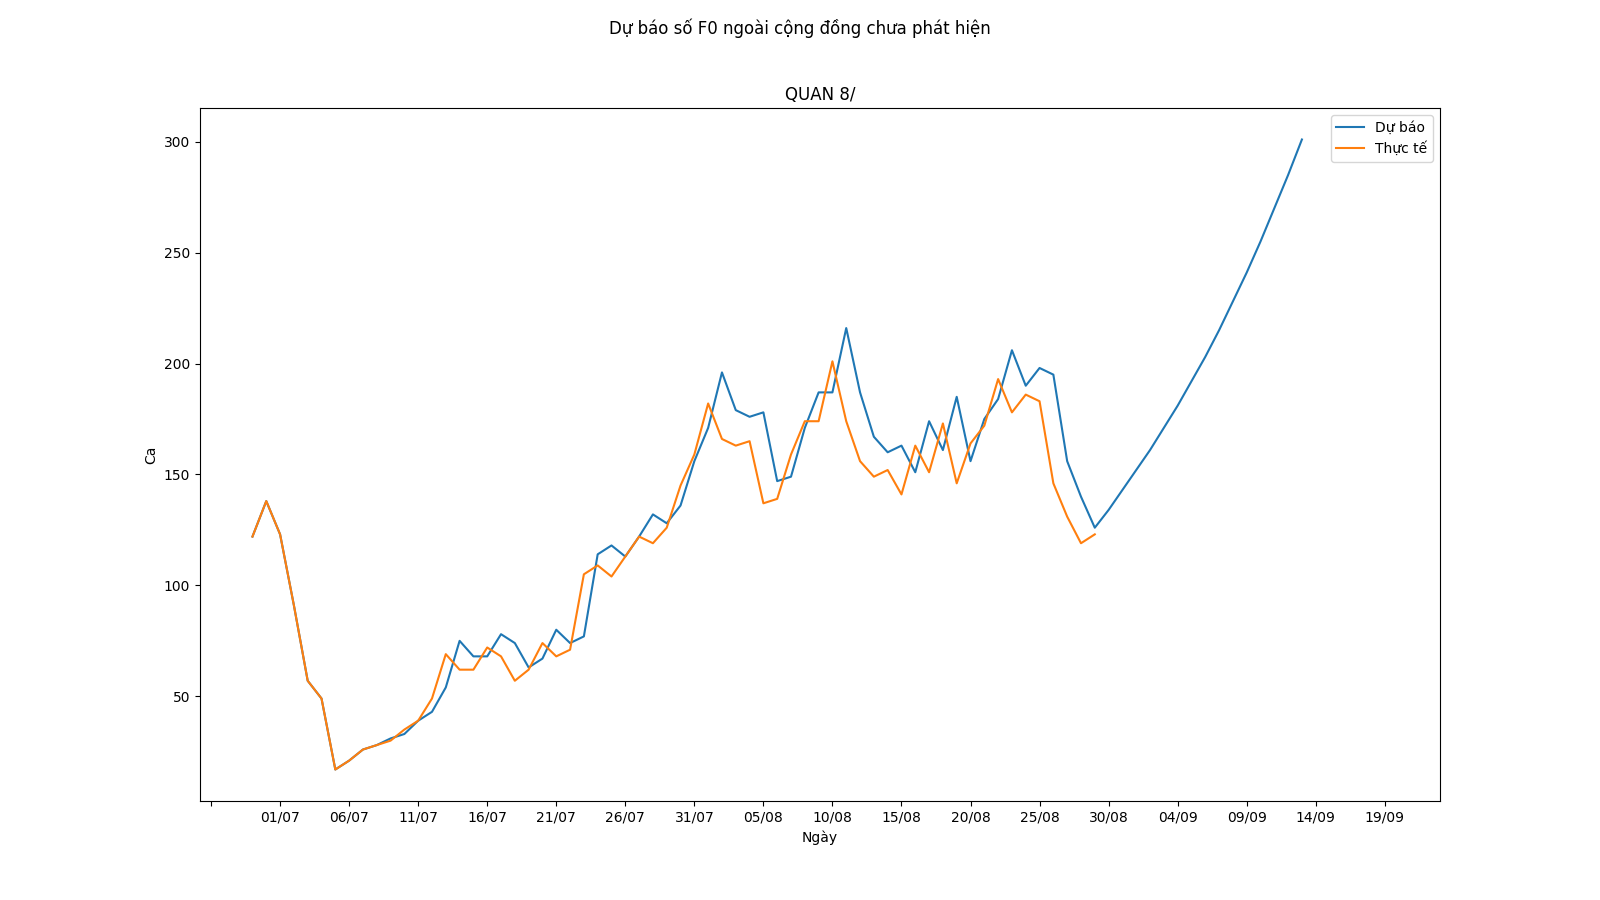 Dự báo số F0 ngoài cộng đồng chưa phát hiện
QUAN 8/
Dự báo
Thực tế
300
250
200
150
100
50
Ca
01/07 06/07 11/07 16/07 21/07 26/07 31/07 05/08 10/08 15/08 20/08 25/08 30/08 04/09 09/09 14/09 19/09
Ngày